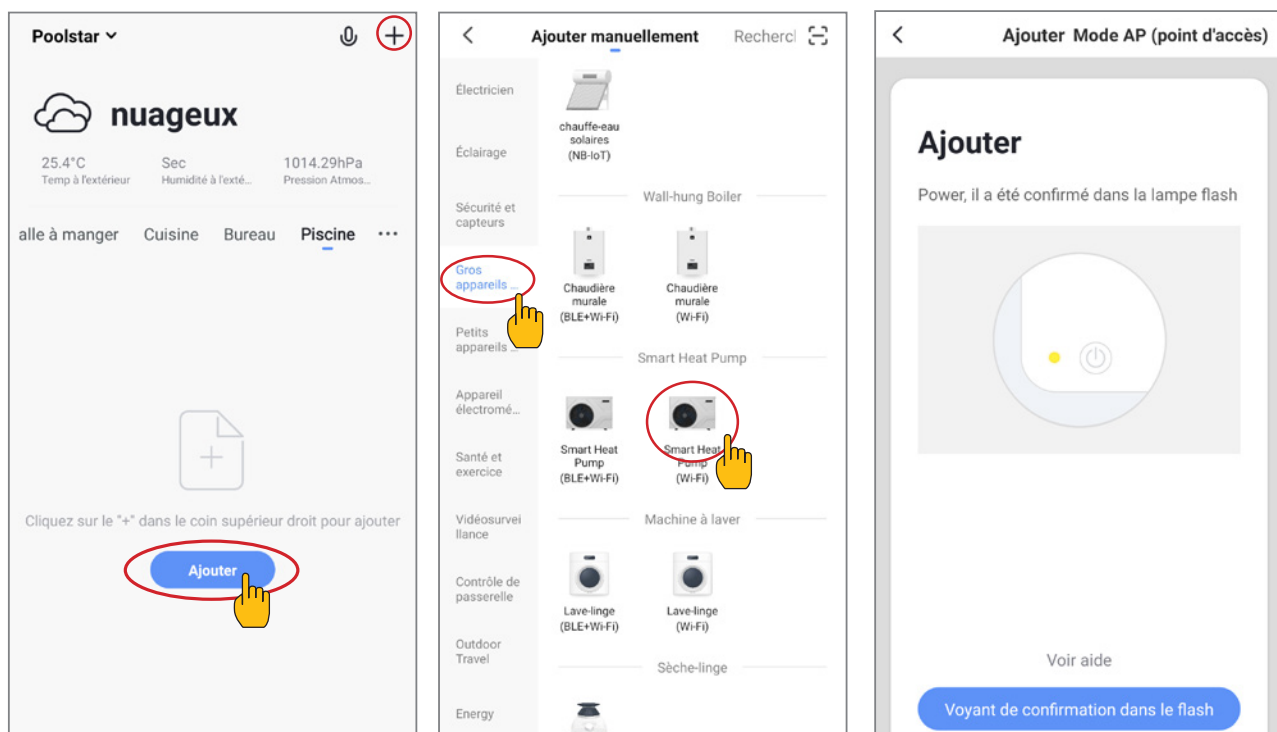 Poolstar
nuageux
25.4°C
Sec
1014.29hPa
Temp à l'extérieur
Humidité à l'exté...
Pression Atmos...
alle à manger
Cuisine
Bureau
Piscine
Cliquez sur le "+" dans le coin supérieur droit pour ajouter
Ajouter
Ajouter manuellement
Recherc
Électricien
Éclairage
Sécurité et
capteurs
Gros
appareils ...
Petits
appareils ...
Appareil
électromé...
Santé et
exercice
Vidéosurvei
llance
Contrôle de
passerelle
Outdoor
Travel
Energy
chauffe-eau
solaires
(NB-IoT)
Wall-hung Boiler
Chaudière
murale
(BLE+Wi-Fi)
Chaudière
murale
(Wi-Fi)
Smart Heat Pump
Smart Heat
Pump
(BLE+Wi-Fi)
Smart Heat
Pump
(Wi-Fi)
Machine à laver
Lave-linge
(BLE+Wi-Fi)
Lave-linge
(Wi-Fi)
Sèche-linge
Ajouter Mode AP (point d'accès)
Ajouter
Power, il a été confirmé dans la lampe flash
Voir aide
Voyant de confirmation dans le flash